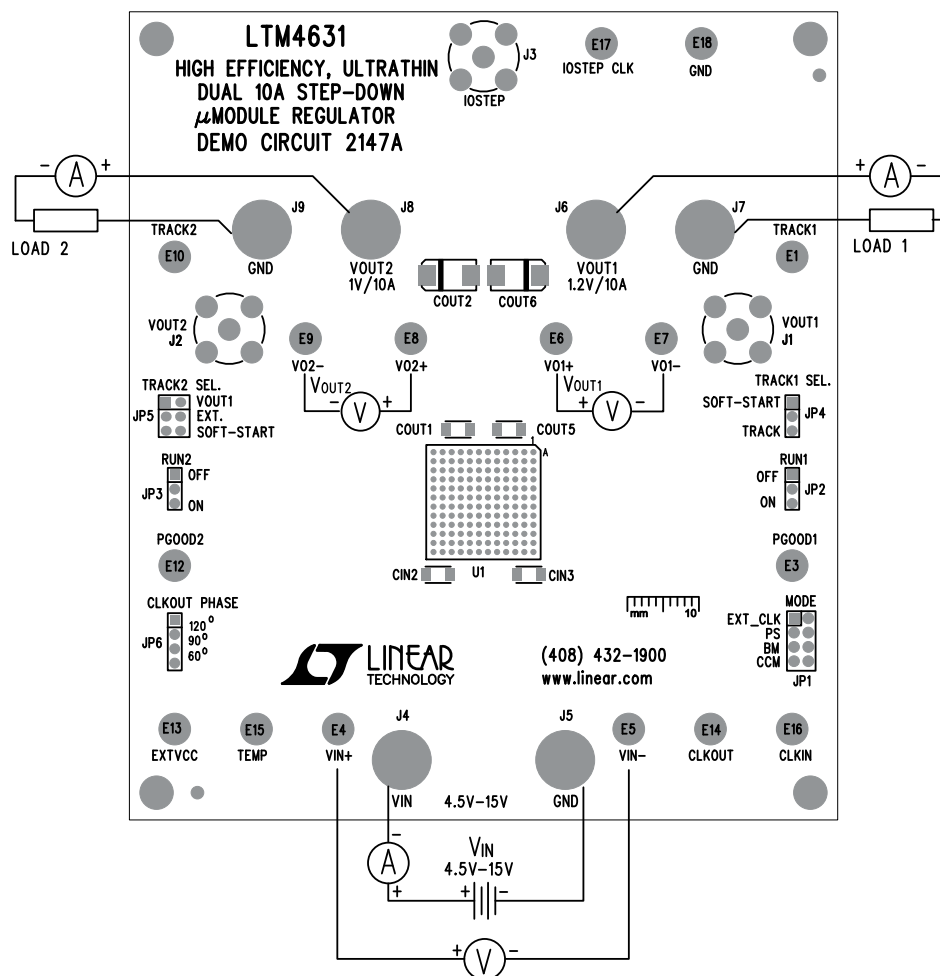 LTM4631
HIGH EFFICIENCY, ULTRATHIN
DUAL 10A STEP-DOWN
µMODULE REGULATOR
DEMO CIRCUIT 2147A
J3
IOSTEP
E17
IOSTEP CLK
E18
GND
- A +
LOAD 2
+ A -
LOAD 1
TRACK2
E10
J9
GND
J8
VOUT2
1V/10A
J6
VOUT1
1.2V/10A
J7
GND
TRACK1
E1
COUT2
COUT6
VOUT2
J2
E9
VO2-
E8
VO2+
VOUT2
- V +
E6
VO1+
E7
VO1-
VOUT1
+ V -
VOUT1
J1
TRACK2 SEL.
VOUT1
JP5 EXT.
SOFT-START
TRACK1 SEL.
SOFT-START
JP4
TRACK
COUT1
COUT5
1
A
RUN2
OFF
JP3
ON
RUN1
OFF
JP2
ON
PGOOD2
E12
PGOOD1
E3
CIN2
U1
CIN3
CLKOUT PHASE
120°
JP6 90°
60°
mm 10
MODE
EXT_CLK
PS
BM
CCM
JP1
LINEAR
TECHNOLOGY
(408) 432-1900
www.linear.com
E13
EXTVCC
E15
TEMP
E4
VIN+
J4
VIN
4.5V-15V
J5
GND
E5
VIN-
E14
CLKOUT
E16
CLKIN
-
A
+
VIN
4.5V-15V
+ -
+ V -